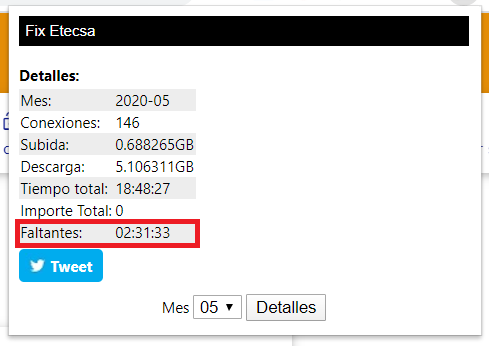 Fix Etecsa
Detalles:
Mes: 2020-05
Conexiones: 146
Subida: 0.688265GB
Descarga: 5.106311GB
Tiempo total: 18:48:27
Importe Total: 0
Faltantes: 02:31:33
Tweet
Mes 05 Detalles